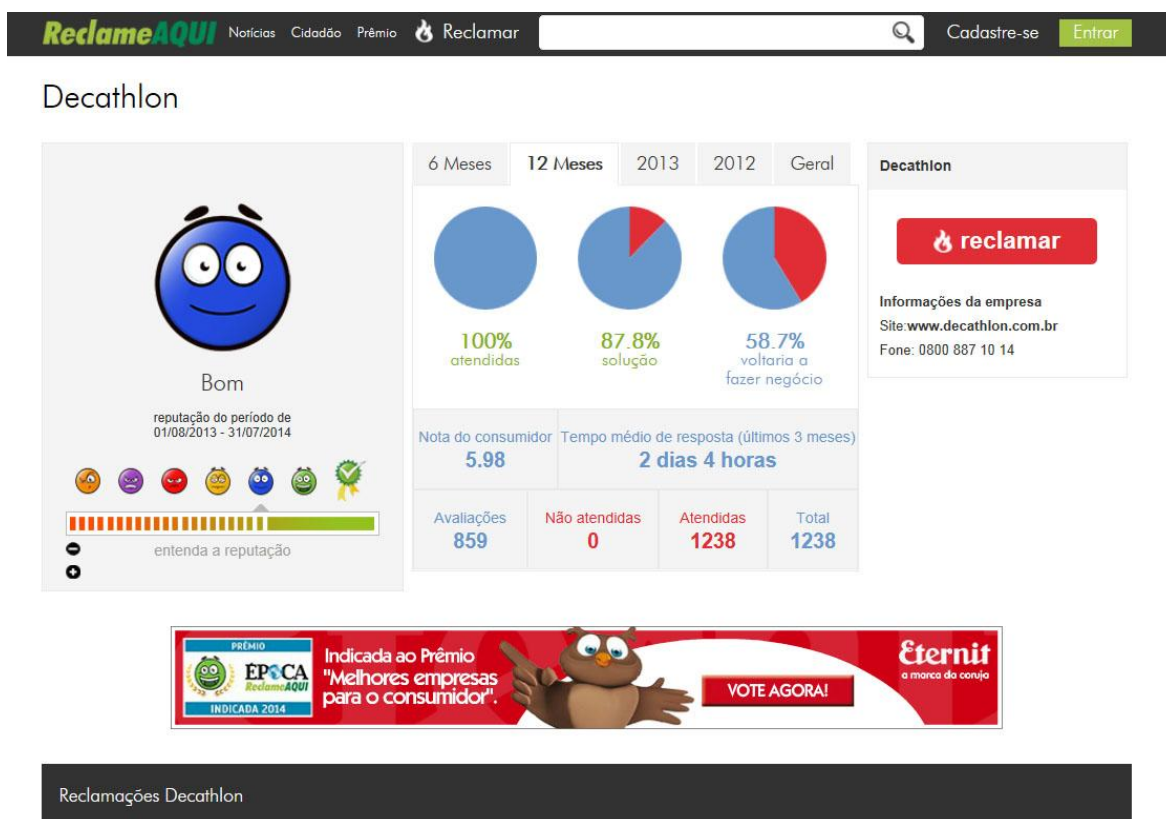 ReclameAQUI Notícias Cidadão Prêmio Reclamar Cadastre-se Entrar
Decathlon
Bom
reputação do período de
01/08/2013 - 31/07/2014
entenda a reputação
6 Meses 12 Meses 2013 2012 Geral
100%
atendidas
87.8%
solução
58.7%
voltaria a
fazer negócio
Nota do consumidor
5.98
Tempo médio de resposta (últimos 3 meses)
2 dias 4 horas
Avaliações
859
Não atendidas
0
Atendidas
1238
Total
1238
Decathlon
reclamar
Informações da empresa
Site:www.decathlon.com.br
Fone: 0800 887 10 14
PRÊMIO
ÉPOCA
ReclameAQUI
INDICADA 2014
Indicada ao Prêmio
"Melhores empresas
para o consumidor".
VOTE AGORA!
Eternit
a marca da coruja
Reclamações Decathlon